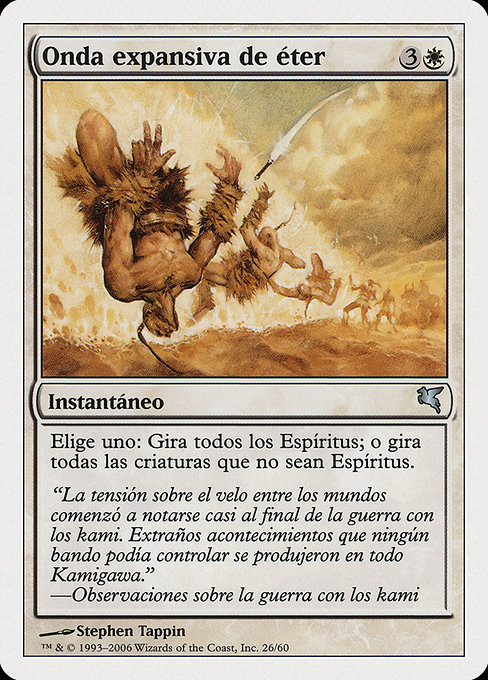 Onda expansiva de éter 3
Instantáneo
Elige uno: Gira todos los Espíritus; o gira
todas las criaturas que no sean Espíritus.
“La tensión sobre el velo entre los mundos
comenzó a notarse casi al final de la guerra con
los kami. Extraños acontecimientos que ningún
bando podía controlar se produjeron en todo
Kamigawa.”
—Observaciones sobre la guerra con los kami
Stephen Tappin
™ & © 1993–2006 Wizards of the Coast, Inc. 26/60